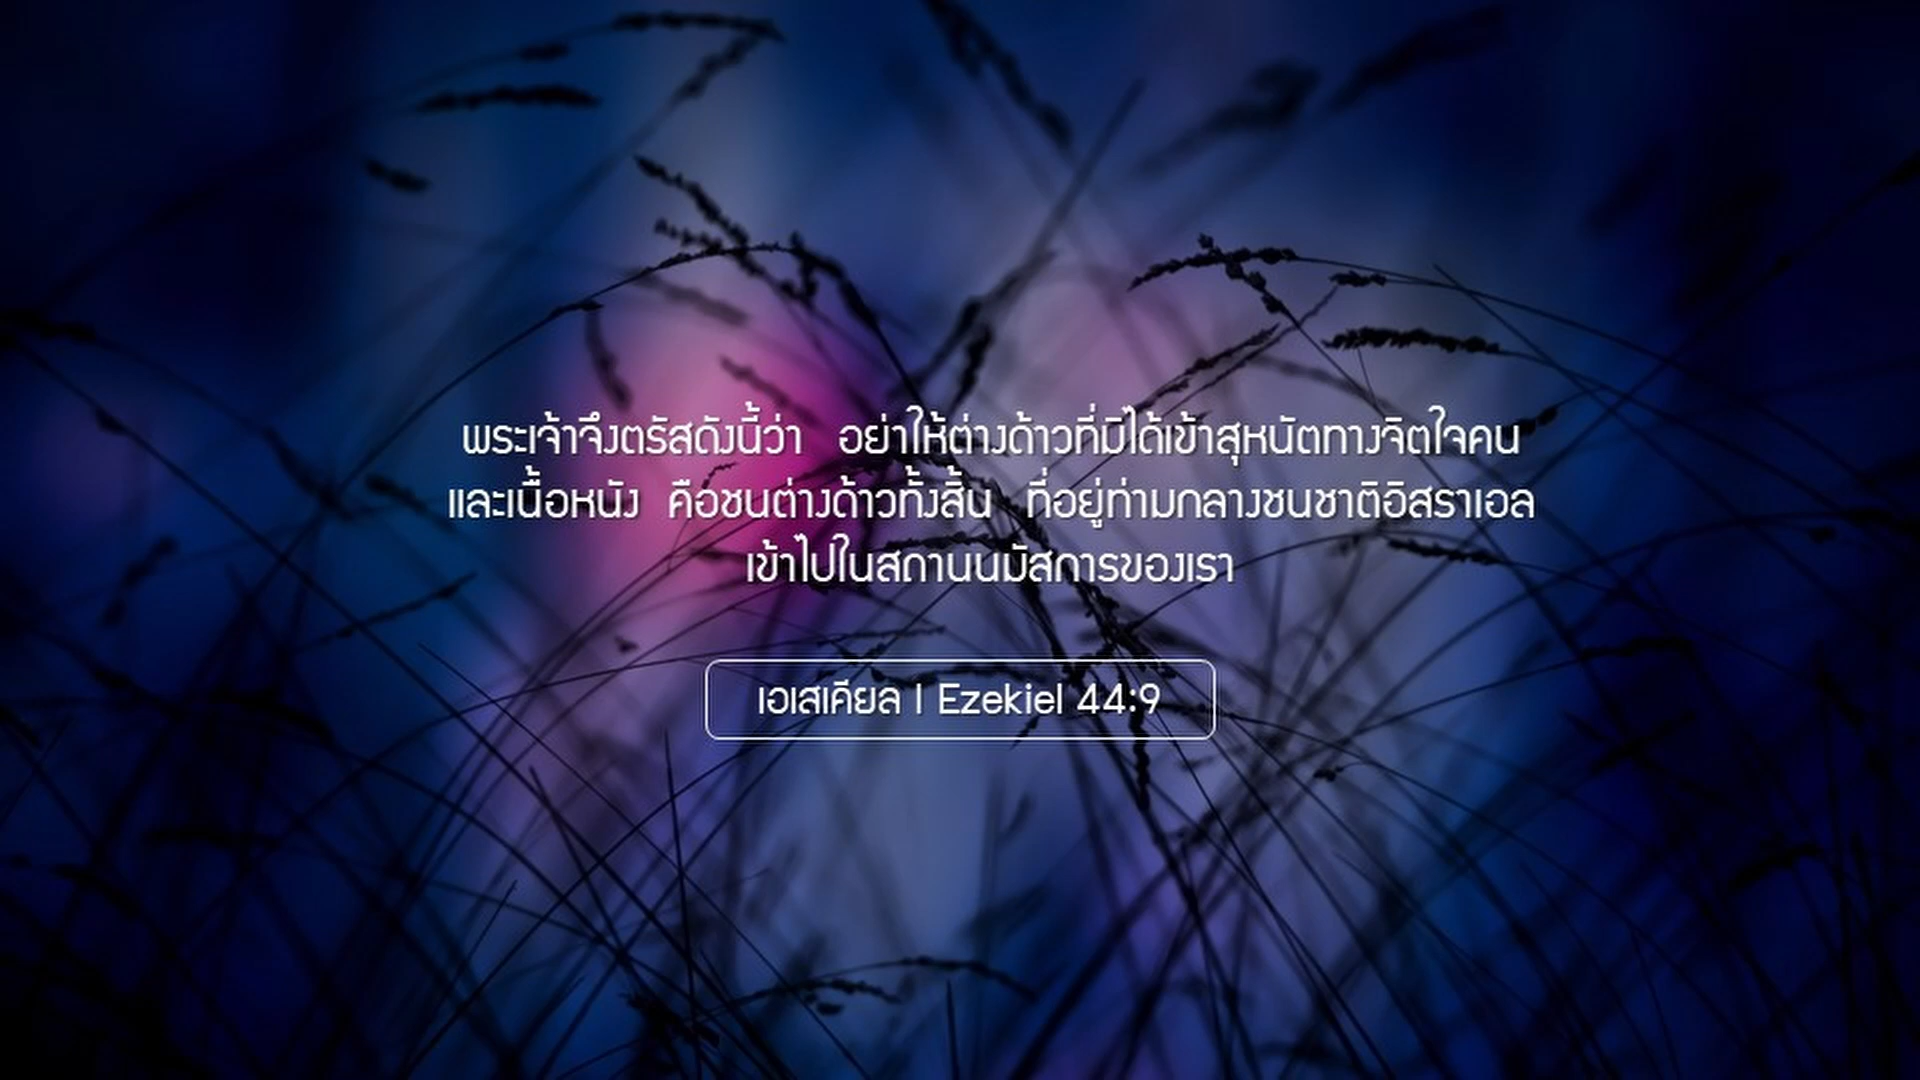 พระเจ้าจึงตรัสดังนี้ว่า อย่าให้ต่างด้าวที่มิได้เข้าสุหนัตทางจิตใจคน
และเนื้อหนัง คือชนต่างด้าวทั้งสิ้น ที่อยู่ท่ามกลางชนชาติอิสราเอล
เข้าไปในสถานนมัสการของเรา
เอเสเคียล | Ezekiel 44:9